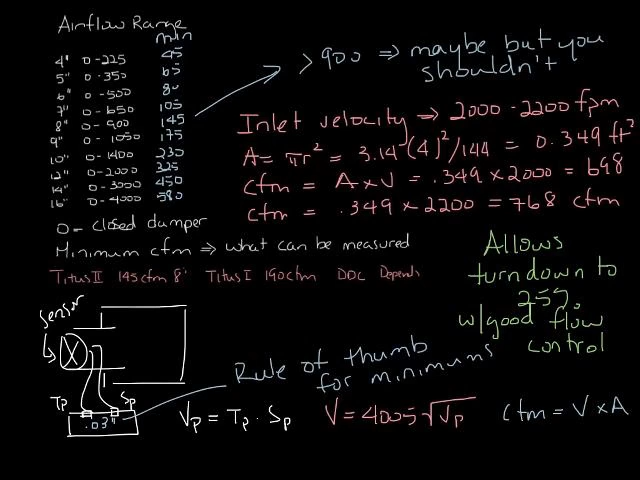 Airflow Range
min
4" 0-225 45
5" 0-350 65
6" 0-500 80
7" 0-650 105
8" 0-900 145
9" 0-1050 175
10" 0-1400 230
12" 0-2000 325
14" 0-3000 450
16" 0-4000 580
0- closed damper
Minimum cfm => what can be measured
Titus II 145cfm 8" Titus I 190cfm DDC Depends
> 900 => maybe but you
shouldn't
Inlet velocity => 2000-2200 fpm
A = πr² = 3.14 (4)²/144 = 0.349 ft²
cfm = A x V = .349 x 2000 = 698
cfm = .349 x 2200 = 768 cfm
Allows
turndown to
25%
w/good flow
control
Sensor
Tp Sp
.03"
Rule of thumb
for minimums
Vp = Tp - Sp V = 4005√Vp cfm = V x A